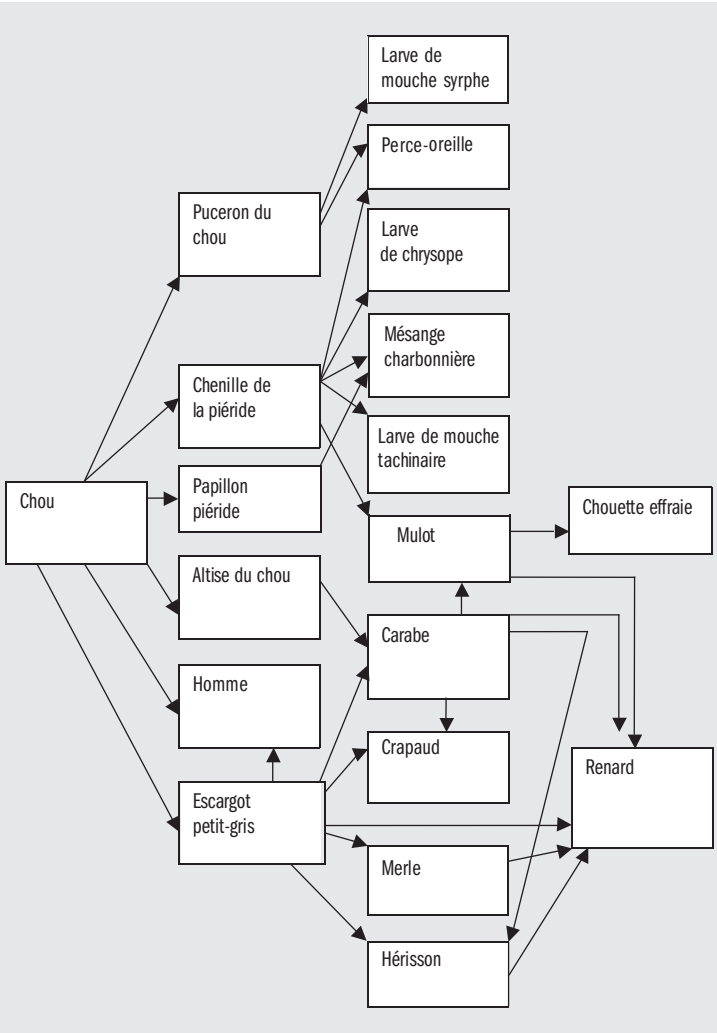 Larve de
mouche syrphe
Perce-oreille
Puceron du
chou
Larve
de chrysope
Mésange
charbonnière
Chenille de
la piéride
Larve de mouche
tachinaire
Chou
Papillon
piéride
Chouette effraie
Mulot
Altise du chou
Carabe
Homme
Crapaud
Renard
Escargot
petit-gris
Merle
Hérisson